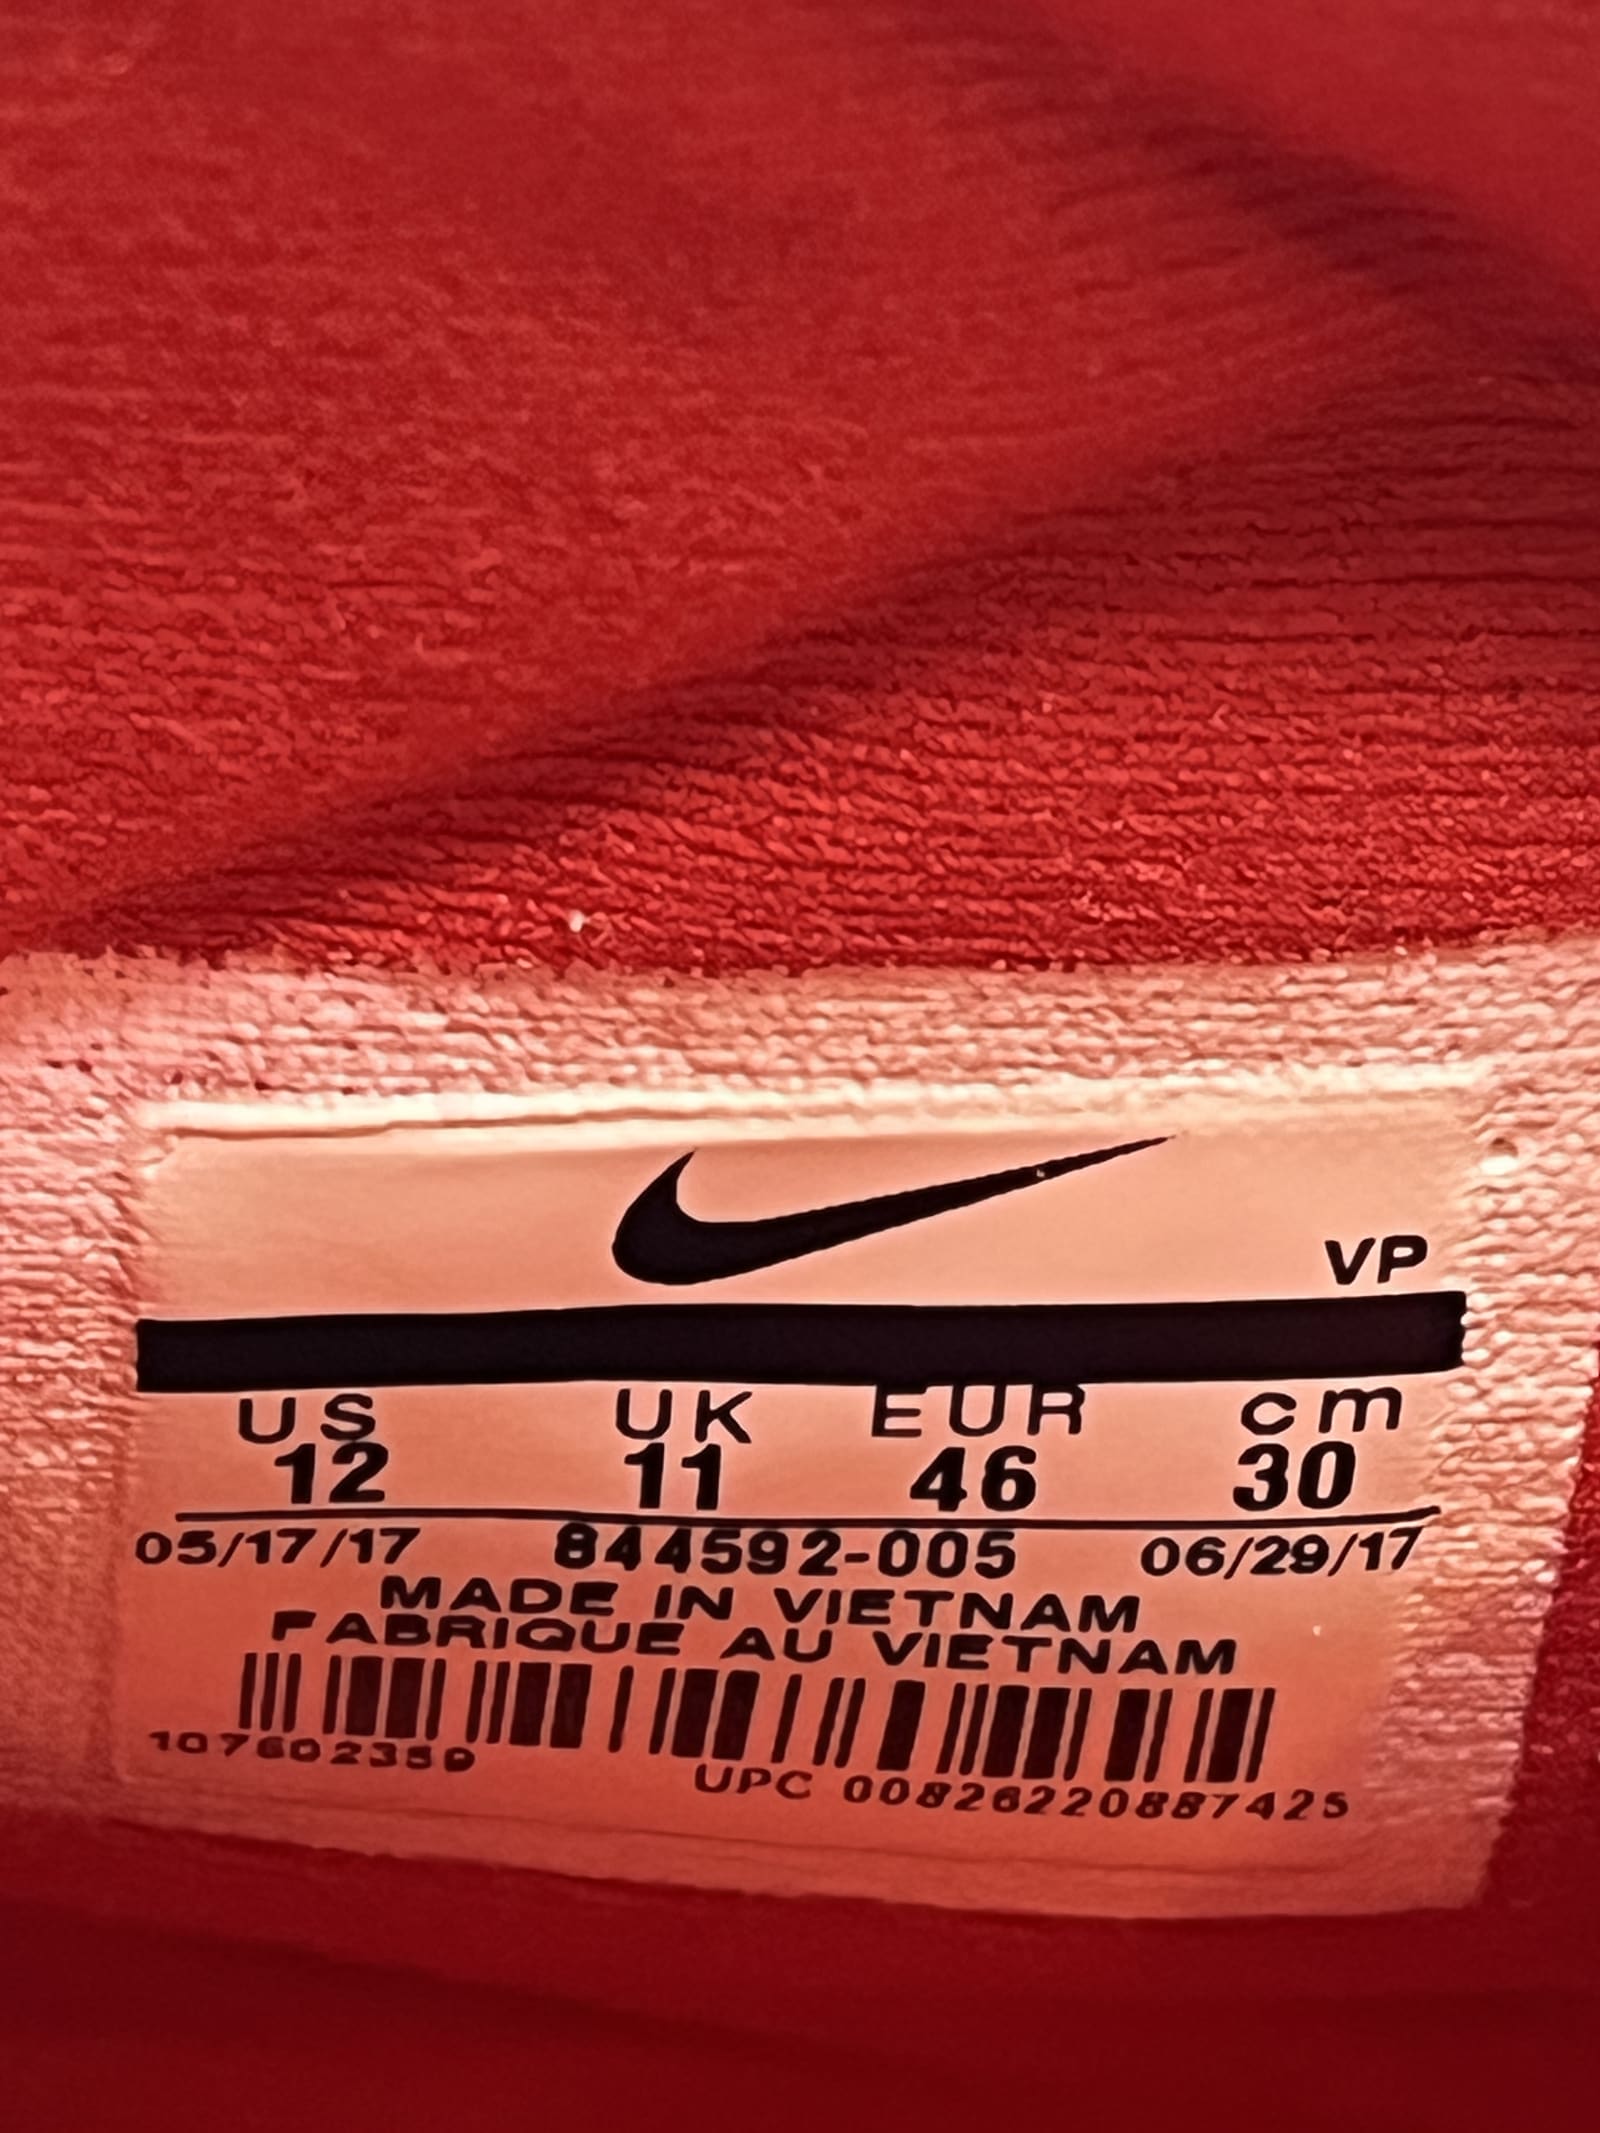 VP
US UK EUR cm
12 11 46 30
05/17/17 844592-005 06/29/17
MADE IN VIETNAM
FABRIQUE AU VIETNAM
UPC 00826220887425